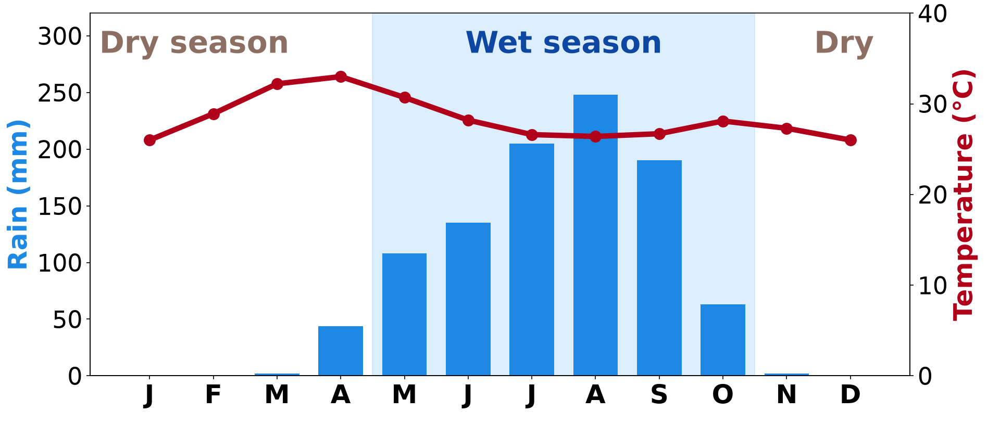 Dry season
Wet season
Dry
Rain (mm)
300
250
200
150
100
50
0
40
30
20
10
0
Temperature (°C)
J F M A M J J A S O N D